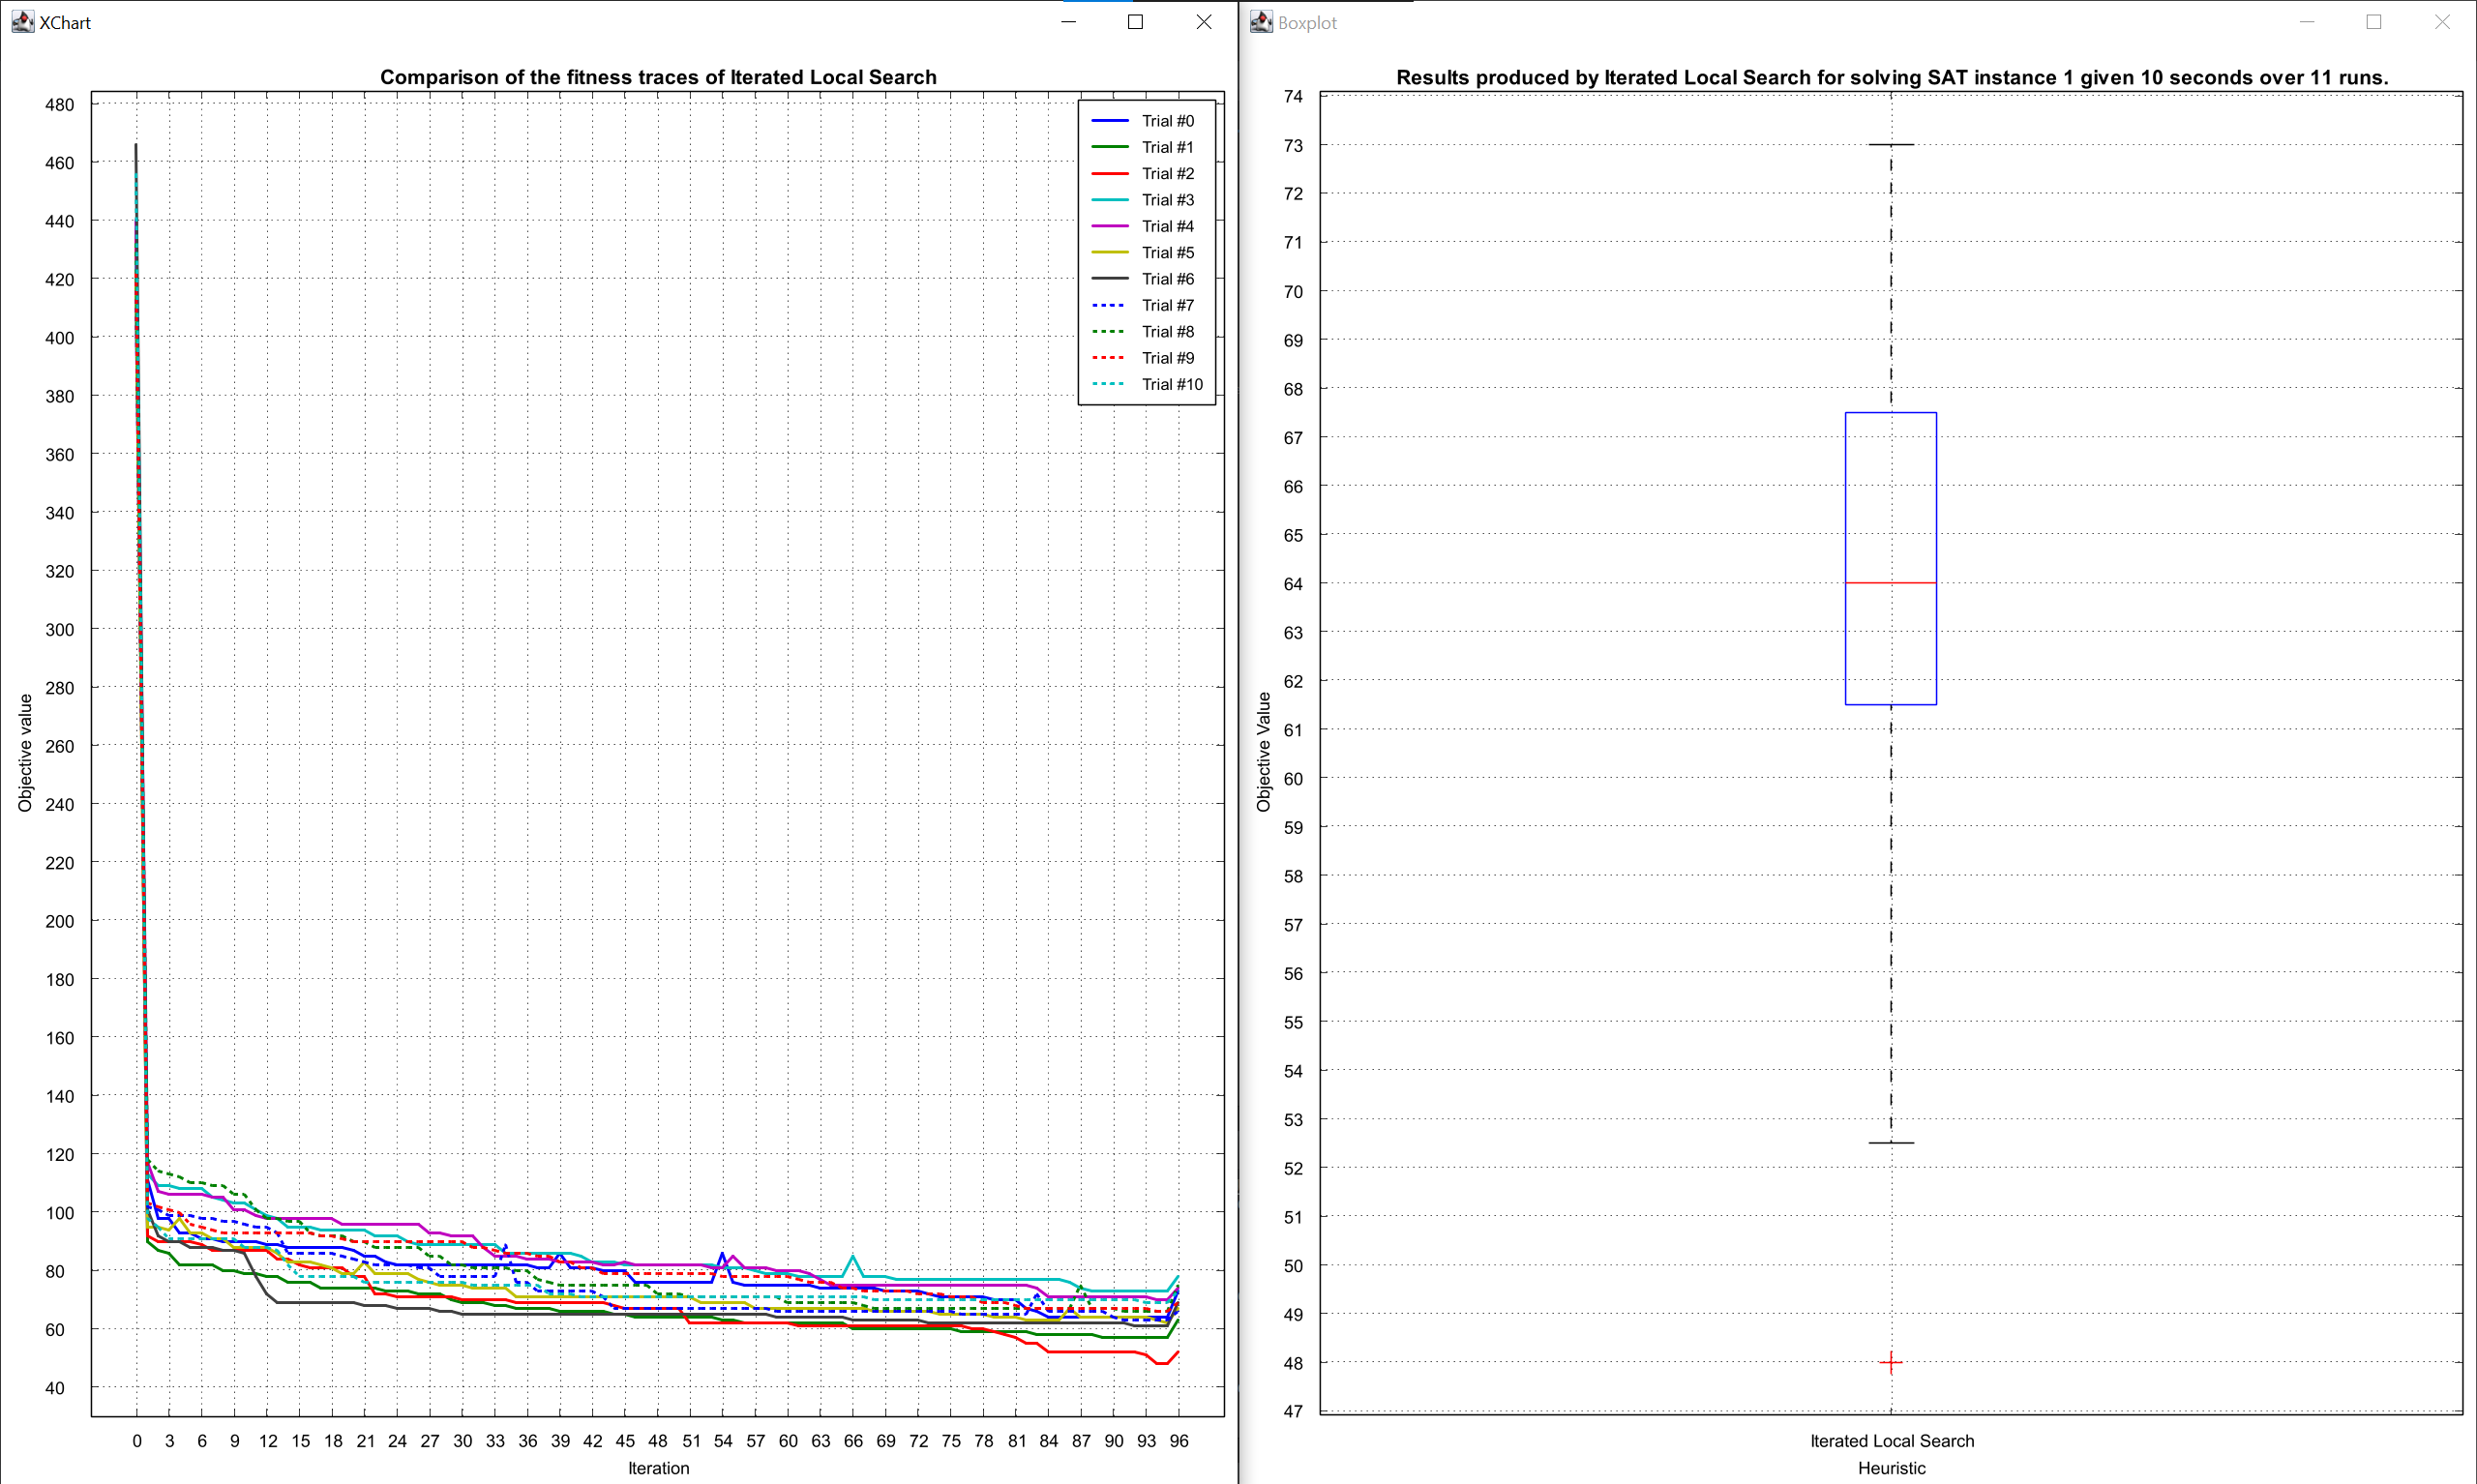 XChart
Comparison of the fitness traces of Iterated Local Search
480
460
440
420
400
380
360
340
320
300
280
260
240
220
200
180
160
140
120
100
80
60
40
Objective value
Trial #0
Trial #1
Trial #2
Trial #3
Trial #4
Trial #5
Trial #6
Trial #7
Trial #8
Trial #9
Trial #10
0 3 6 9 12 15 18 21 24 27 30 33 36 39 42 45 48 51 54 57 60 63 66 69 72 75 78 81 84 87 90 93 96
Iteration
Boxplot
Results produced by Iterated Local Search for solving SAT instance 1 given 10 seconds over 11 runs.
74
73
72
71
70
69
68
67
66
65
64
63
62
61
60
59
58
57
56
55
54
53
52
51
50
49
48
47
Objective Value
Iterated Local Search
Heuristic